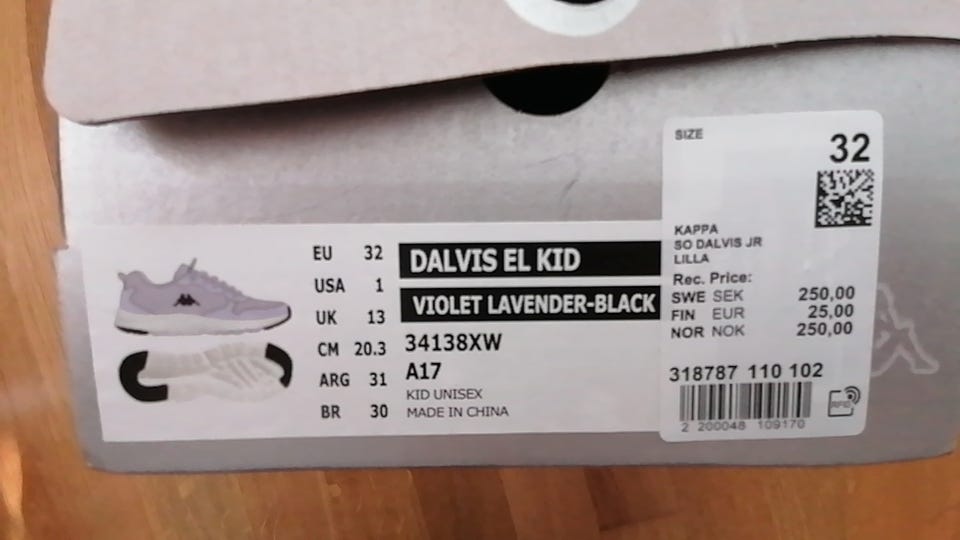 EU 32
USA 1
UK 13
CM 20.3
ARG 31
BR 30
DALVIS EL KID
VIOLET LAVENDER-BLACK
34138XW
A17
KID UNISEX
MADE IN CHINA
SIZE
32
KAPPA
SO DALVIS JR
LILLA
Rec. Price:
SWE SEK 250,00
FIN EUR 25,00
NOR NOK 250,00
318787 110 102
RFID
2 200048 109170